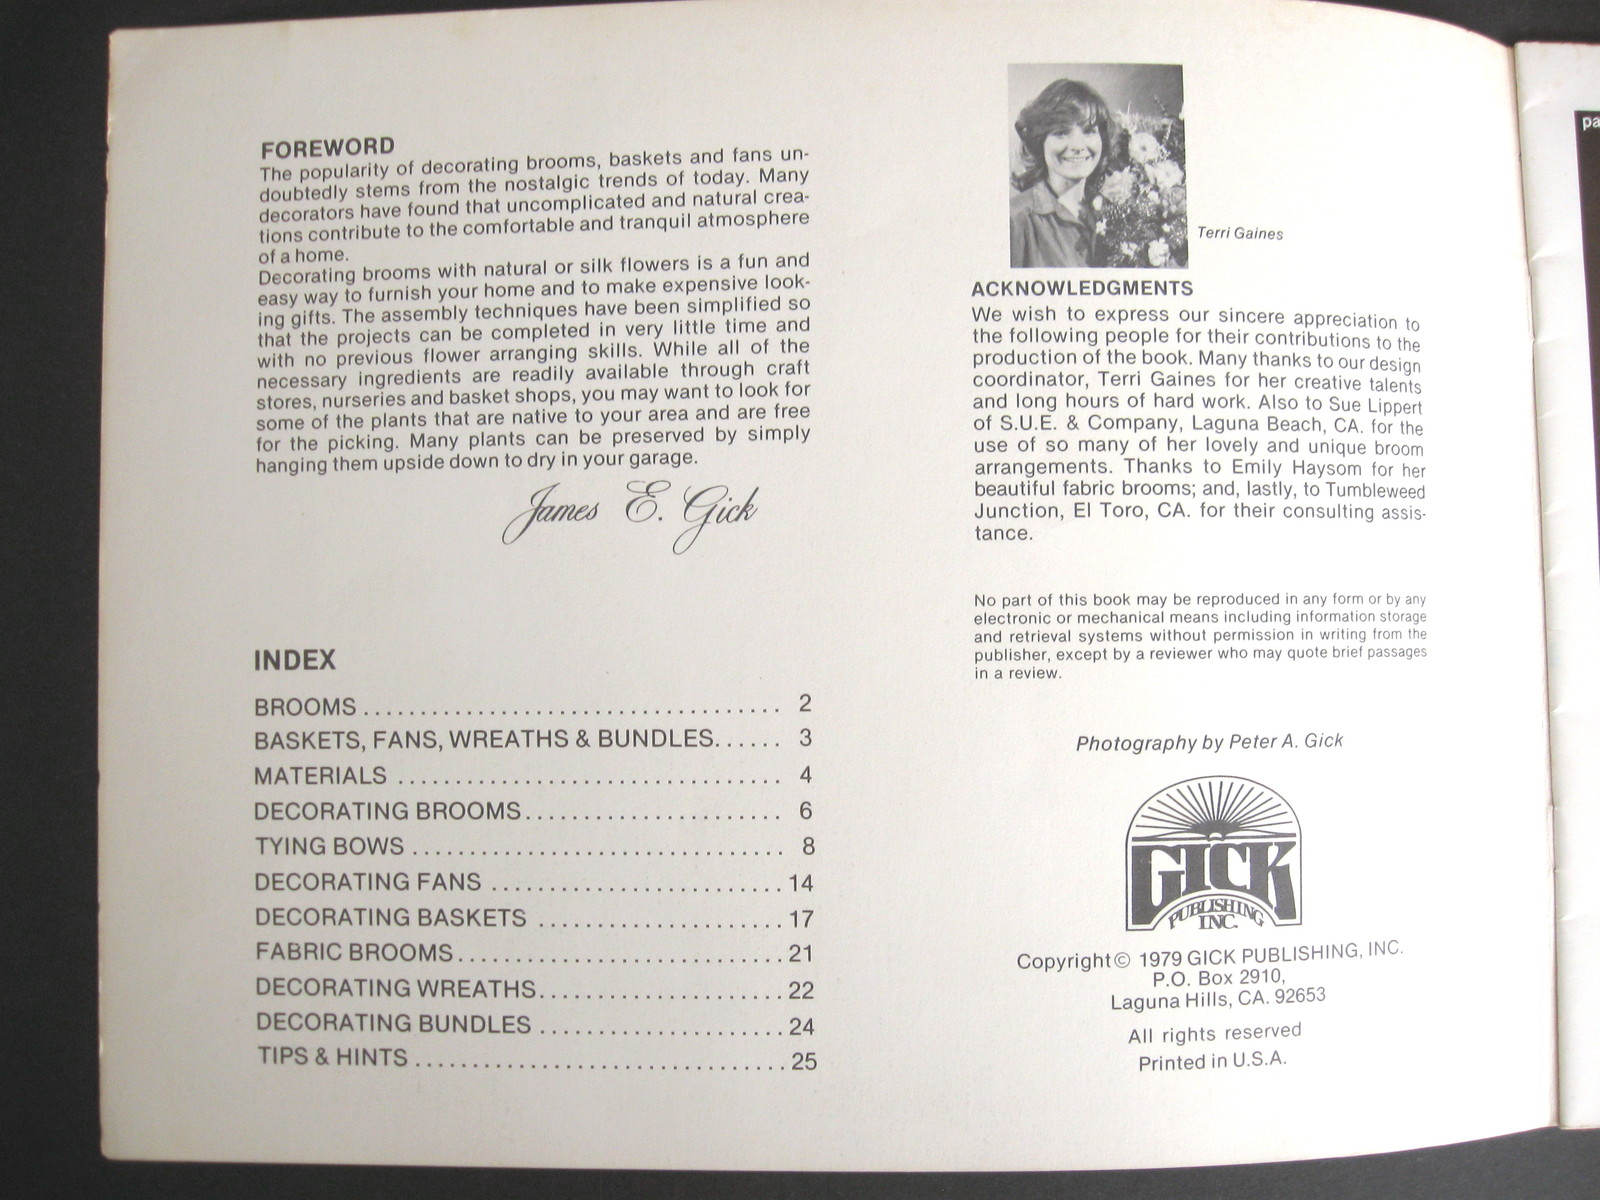 FOREWORD
The popularity of decorating brooms, baskets and fans un-
doubtedly stems from the nostalgic trends of today. Many
decorators have found that uncomplicated and natural crea-
tions contribute to the comfortable and tranquil atmosphere
of a home.
Decorating brooms with natural or silk flowers is a fun and
easy way to furnish your home and to make expensive look-
ing gifts. The assembly techniques have been simplified so
that the projects can be completed in very little time and
with no previous flower arranging skills. While all of the
necessary ingredients are readily available through craft
stores, nurseries and basket shops, you may want to look for
some of the plants that are native to your area and are free
for the picking. Many plants can be preserved by simply
hanging them upside down to dry in your garage.
James E. Gick
INDEX
BROOMS ..................................... 2
BASKETS, FANS, WREATHS & BUNDLES...... 3
MATERIALS .................................. 4
DECORATING BROOMS....................... 6
TYING BOWS ................................. 8
DECORATING FANS .......................... 14
DECORATING BASKETS ...................... 17
FABRIC BROOMS............................. 21
DECORATING WREATHS...................... 22
DECORATING BUNDLES ...................... 24
TIPS & HINTS ................................. 25
Terri Gaines
ACKNOWLEDGMENTS
We wish to express our sincere appreciation to
the following people for their contributions to the
production of the book. Many thanks to our design
coordinator, Terri Gaines for her creative talents
and long hours of hard work. Also to Sue Lippert
of S.U.E. & Company, Laguna Beach, CA. for the
use of so many of her lovely and unique broom
arrangements. Thanks to Emily Haysom for her
beautiful fabric brooms; and, lastly, to Tumbleweed
Junction, El Toro, CA. for their consulting assis-
tance.
No part of this book may be reproduced in any form or by any
electronic or mechanical means including information storage
and retrieval systems without permission in writing from the
publisher, except by a reviewer who may quote brief passages
in a review.
Photography by Peter A. Gick
GICK
PUBLISHING
INC.
Copyright© 1979 GICK PUBLISHING, INC.
P.O. Box 2910,
Laguna Hills, CA. 92653
All rights reserved
Printed in U.S.A.